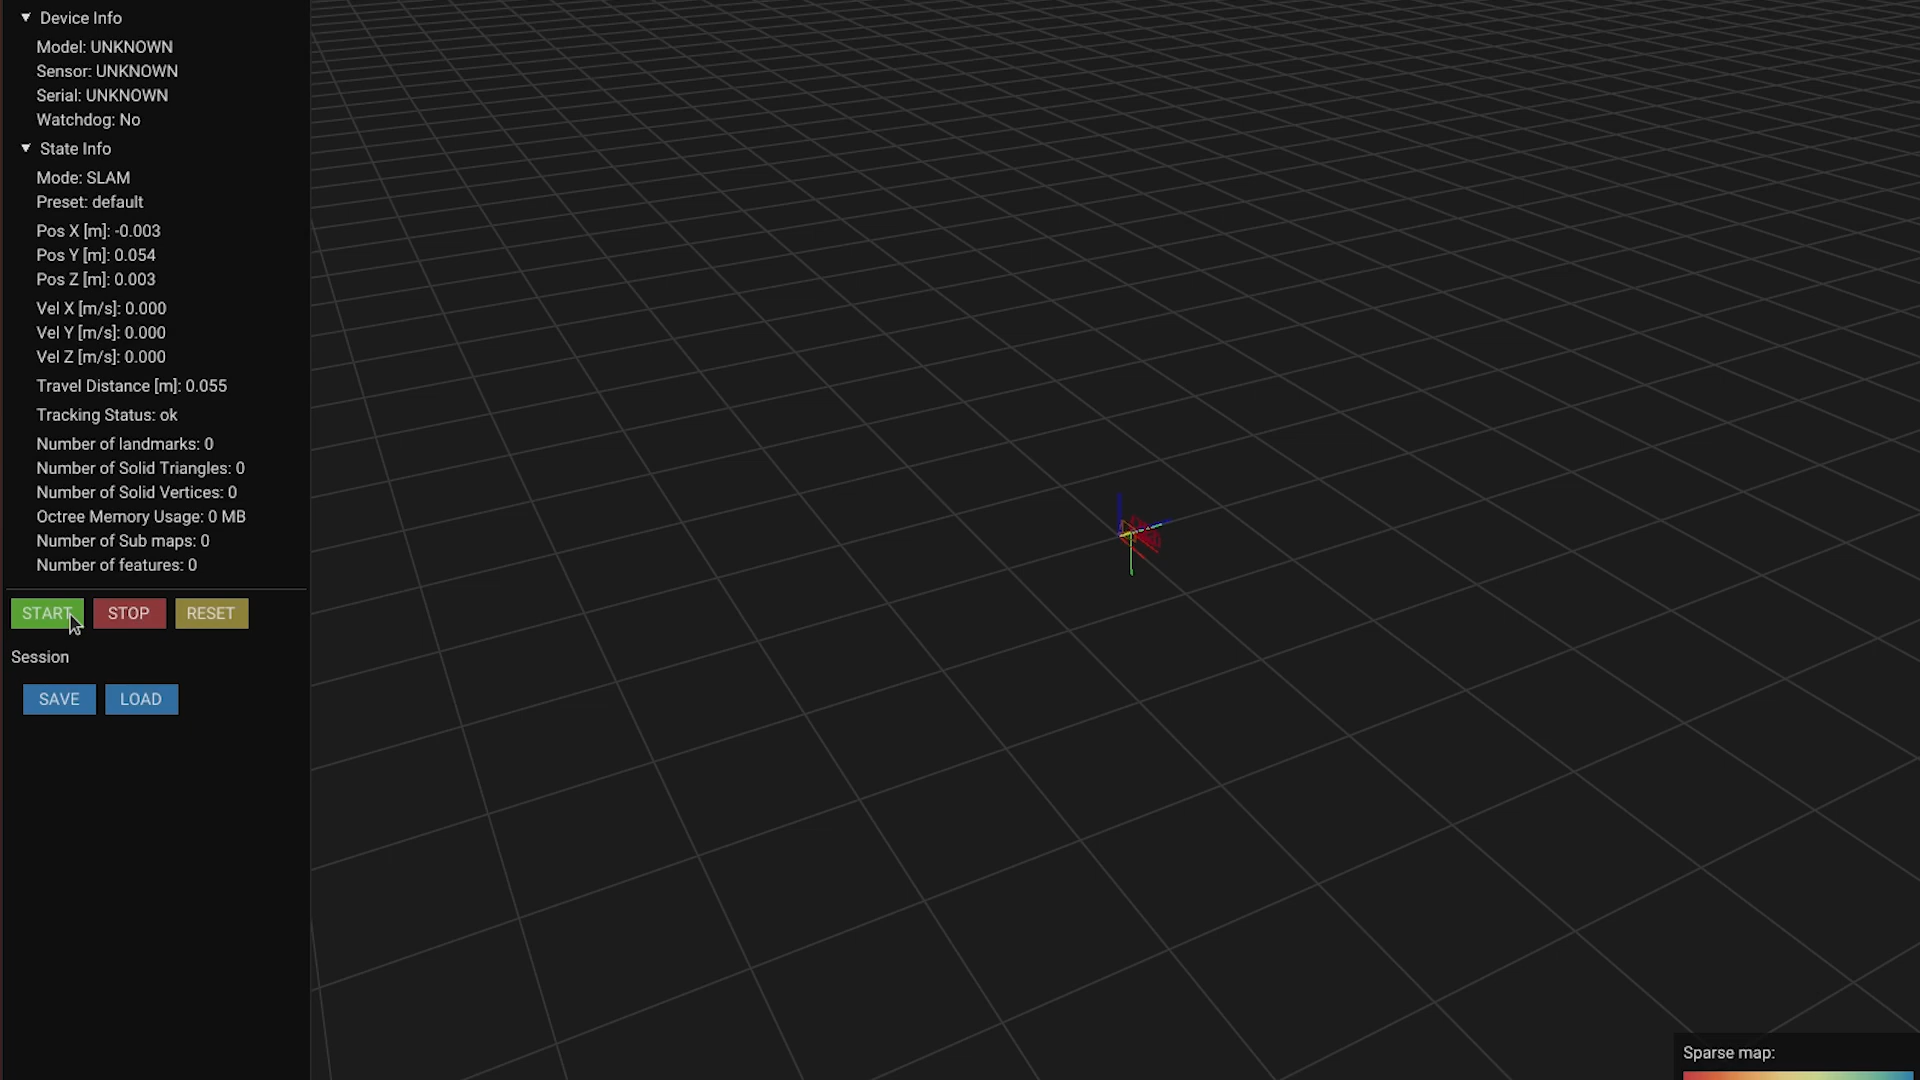 Device Info
Model: UNKNOWN
Sensor: UNKNOWN
Serial: UNKNOWN
Watchdog: No
State Info
Mode: SLAM
Preset: default
Pos X [m]: -0.003
Pos Y [m]: 0.054
Pos Z [m]: 0.003
Vel X [m/s]: 0.000
Vel Y [m/s]: 0.000
Vel Z [m/s]: 0.000
Travel Distance [m]: 0.055
Tracking Status: ok
Number of landmarks: 0
Number of Solid Triangles: 0
Number of Solid Vertices: 0
Octree Memory Usage: 0 MB
Number of Sub maps: 0
Number of features: 0
START STOP RESET
Session
SAVE LOAD
Sparse map: